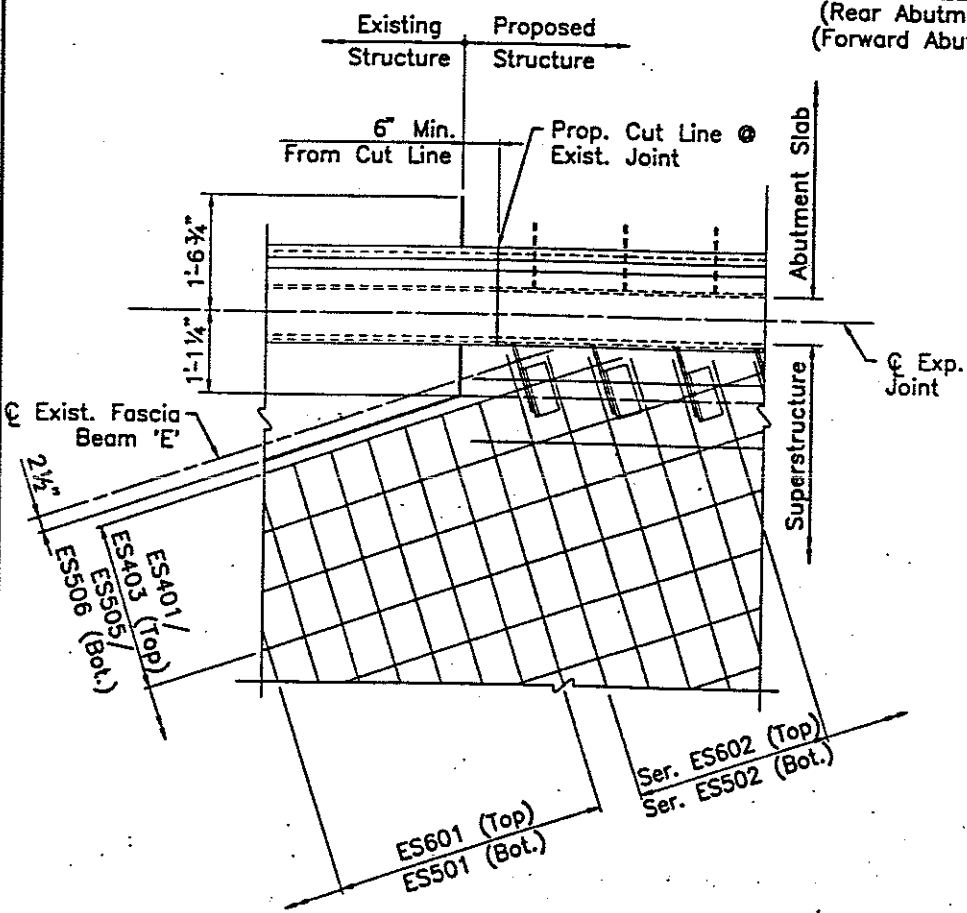 (Rear Abutm
(Forward Abut
Existing Proposed
Structure Structure
6" Min.
From Cut Line
Prop. Cut Line @
Exist. Joint
Abutment Slab
1'-6¾"
1'-1¼"
℄ Exp.
Joint
℄ Exist. Fascia
Beam 'E'
Superstructure
2½"
ES401/
ES403 (Top)
ES505/
ES506 (Bot.)
Ser. ES602 (Top)
Ser. ES502 (Bot.)
ES601 (Top)
ES501 (Bot.)